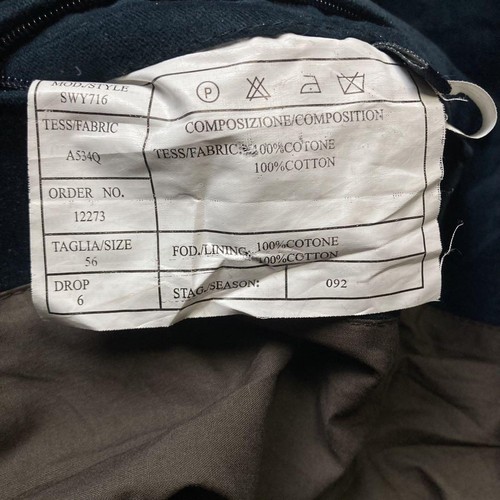 MOD./STYLE
SWY716
P
TESS/FABRIC
A534Q
COMPOSIZIONE/COMPOSITION
TESS/FABRIC: 100%COTONE
100%COTTON
ORDER NO.
12273
TAGLIA/SIZE
56
FOD./LINING: 100%COTONE
100%COTTON
DROP
6
STAG./SEASON:
092